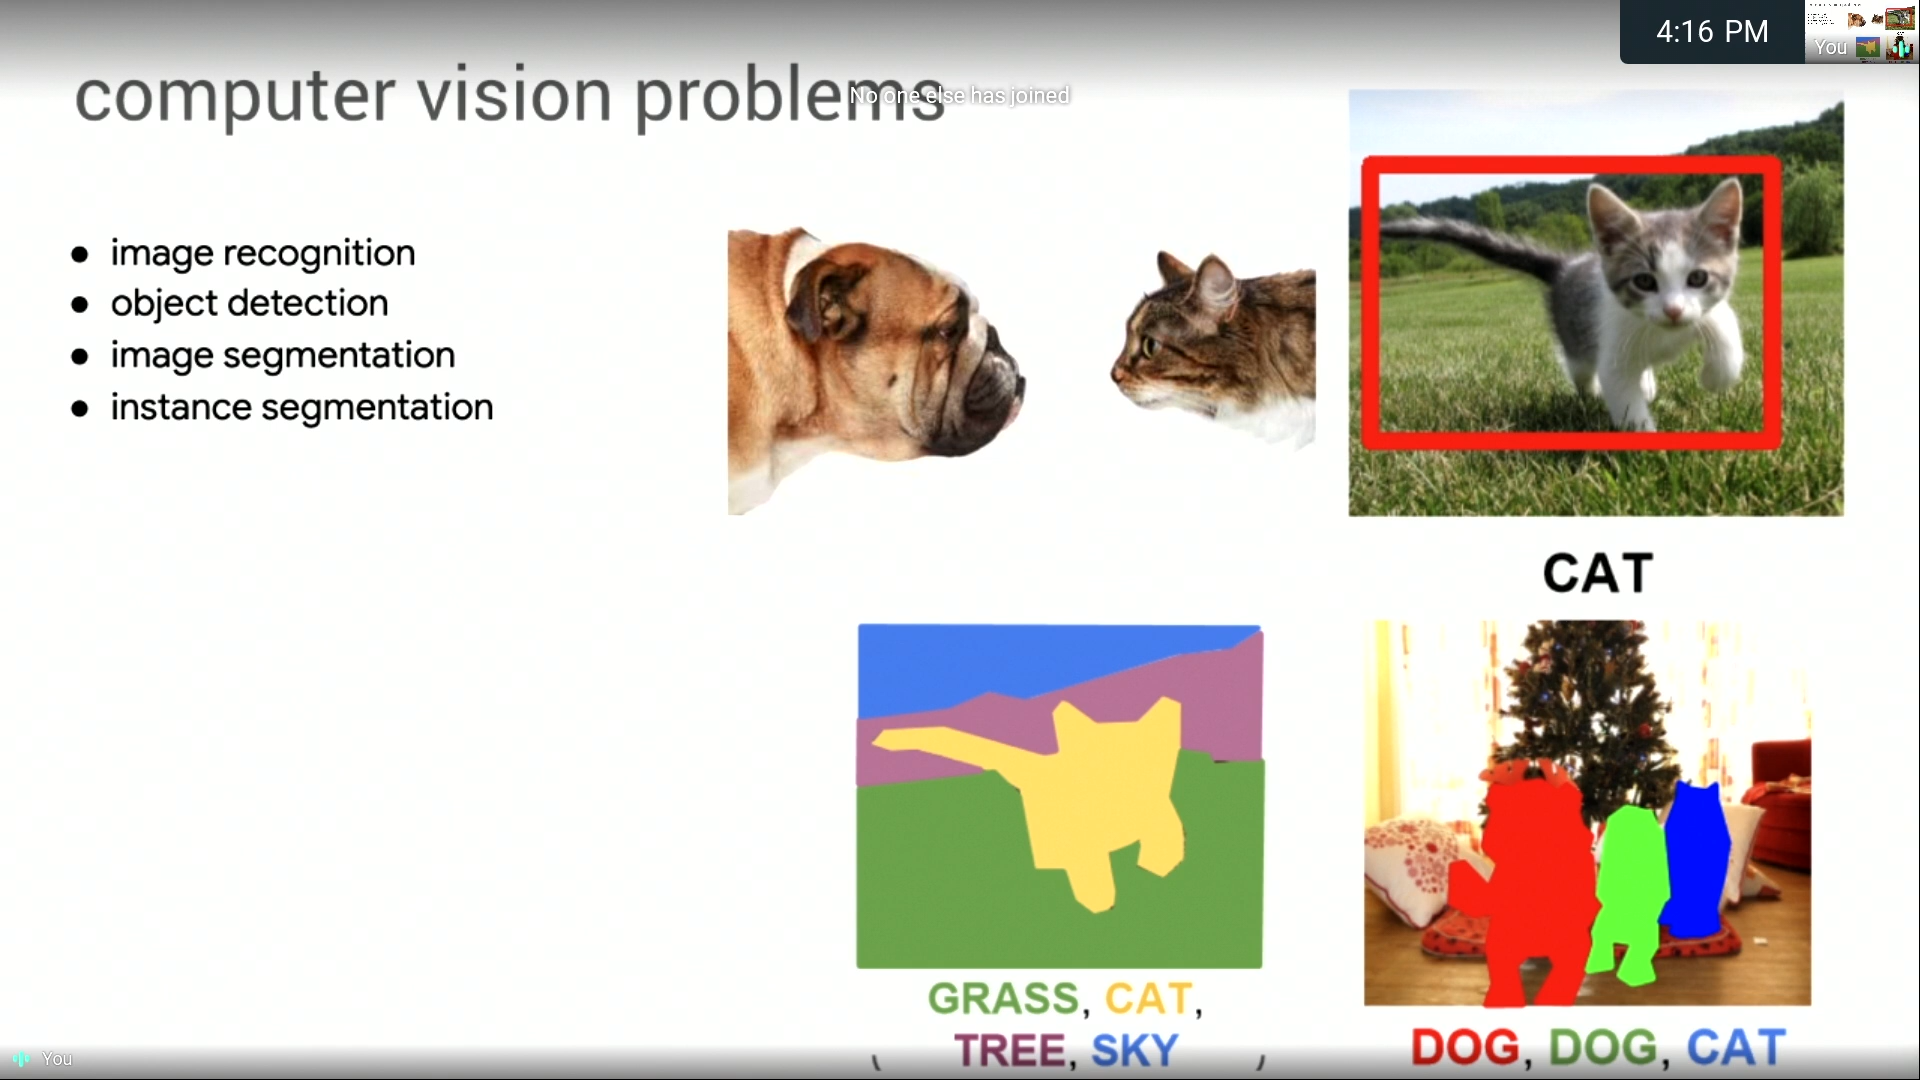 4:16 PM
You
computer vision problems
No one else has joined
● image recognition
● object detection
● image segmentation
● instance segmentation
CAT
GRASS, CAT,
TREE, SKY
DOG, DOG, CAT
You